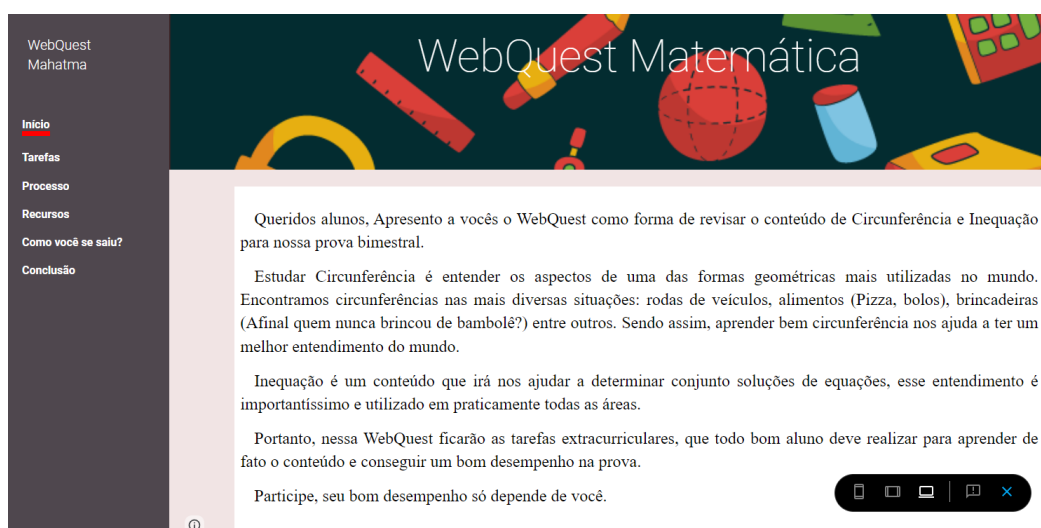 WebQuest
Mahatma
Início
Tarefas
Processo
Recursos
Como você se saiu?
Conclusão
WebQuest Matemática
Queridos alunos, Apresento a vocês o WebQuest como forma de revisar o conteúdo de Circunferência e Inequação
para nossa prova bimestral.
Estudar Circunferência é entender os aspectos de uma das formas geométricas mais utilizadas no mundo.
Encontramos circunferências nas mais diversas situações: rodas de veículos, alimentos (Pizza, bolos), brincadeiras
(Afinal quem nunca brincou de bambolê?) entre outros. Sendo assim, aprender bem circunferência nos ajuda a ter um
melhor entendimento do mundo.
Inequação é um conteúdo que irá nos ajudar a determinar conjunto soluções de equações, esse entendimento é
importantíssimo e utilizado em praticamente todas as áreas.
Portanto, nessa WebQuest ficarão as tarefas extracurriculares, que todo bom aluno deve realizar para aprender de
fato o conteúdo e conseguir um bom desempenho na prova.
Participe, seu bom desempenho só depende de você.